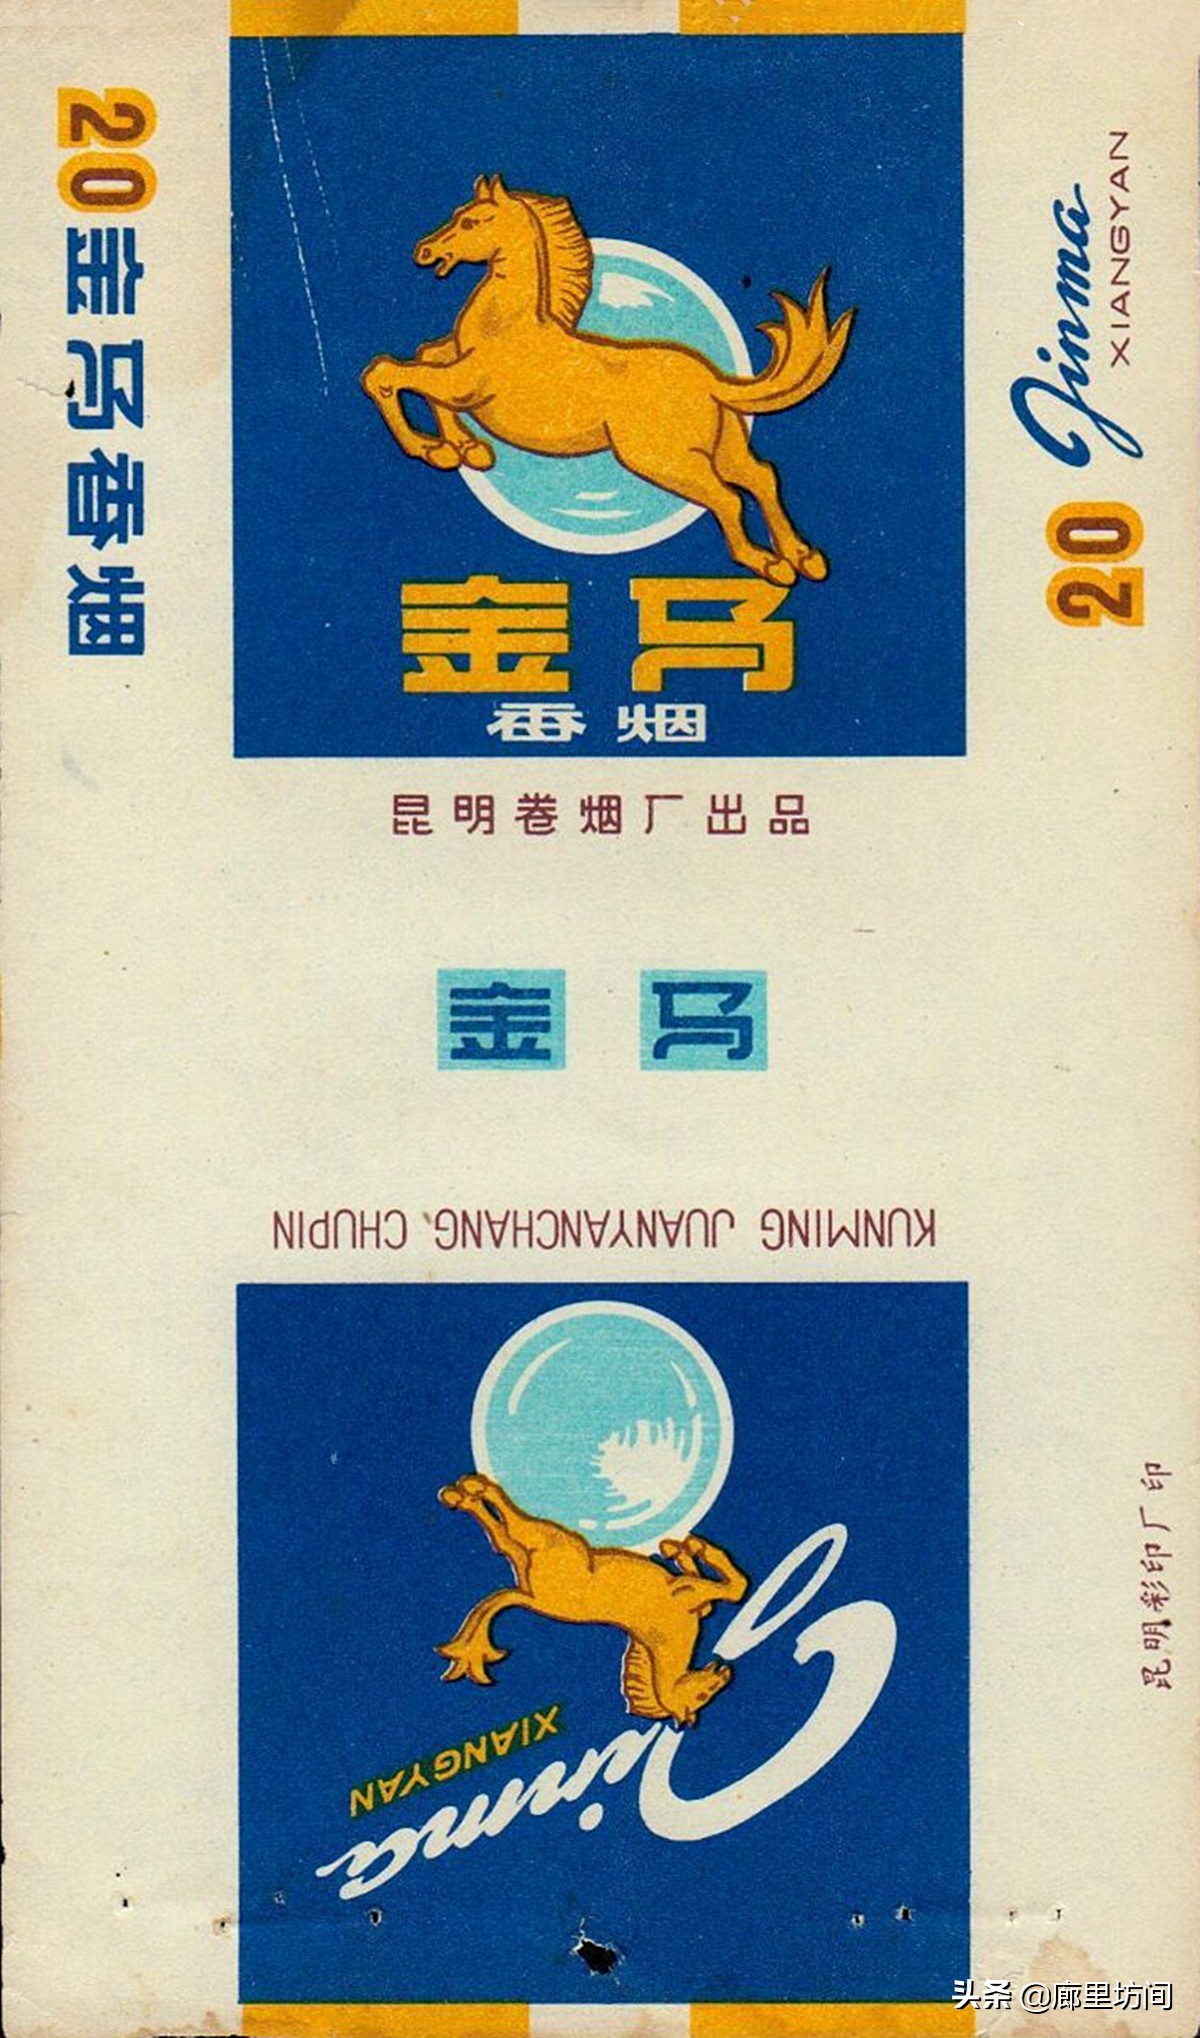 20金马香烟
金马
香烟
昆明卷烟厂出品
Jinma
XIANGYAN
20
金马
KUNMING JUANYANCHANG CHUPIN
Jinma
XIANGYAN
昆明彩印厂印
头条 @廊里坊间